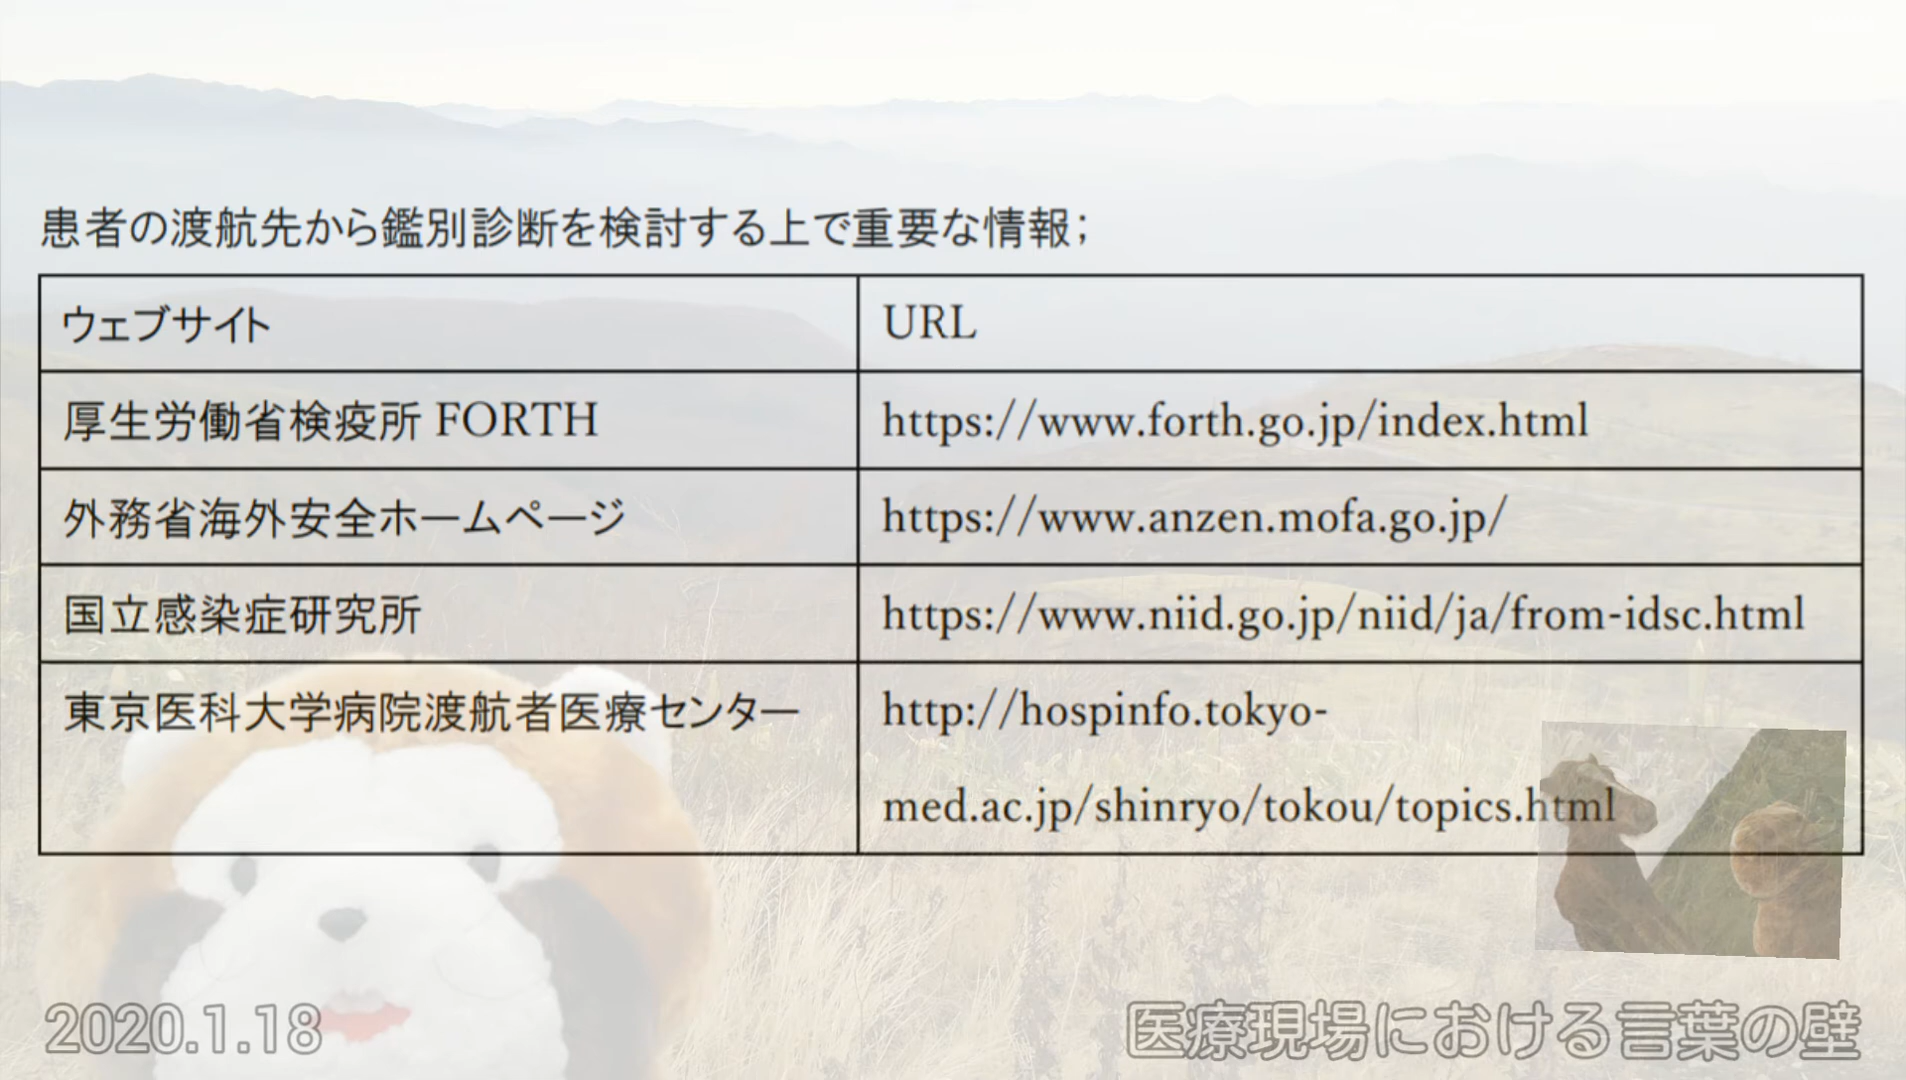 患者の渡航先から鑑別診断を検討する上で重要な情報；
ウェブサイト URL
厚生労働省検疫所 FORTH https://www.forth.go.jp/index.html
外務省海外安全ホームページ https://www.anzen.mofa.go.jp/
国立感染症研究所 https://www.niid.go.jp/niid/ja/from-idsc.html
東京医科大学病院渡航者医療センター http://hospinfo.tokyo-
med.ac.jp/shinryo/tokou/topics.html
2020.1.18 医療現場における言葉の壁